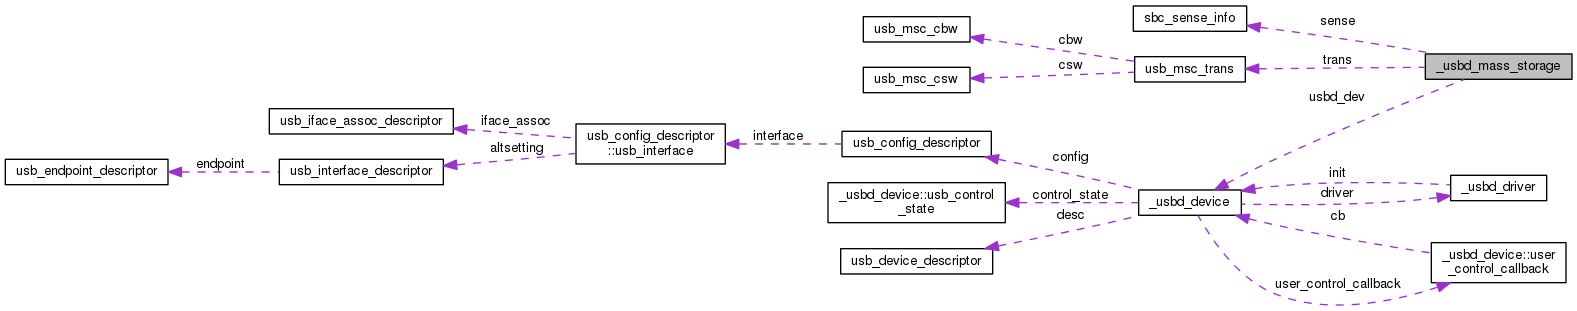 sbc_sense_info
sense
usb_msc_cbw
cbw
_usbd_mass_storage
trans
usb_msc_trans
csw
usb_msc_csw
usbd_dev
usb_iface_assoc_descriptor
iface_assoc
usb_config_descriptor
::usb_interface
interface
usb_config_descriptor
altsetting
config
endpoint
usb_endpoint_descriptor
usb_interface_descriptor
init
_usbd_driver
driver
_usbd_device::usb_control
_state
control_state
_usbd_device
desc
cb
usb_device_descriptor
_usbd_device::user
_control_callback
user_control_callback